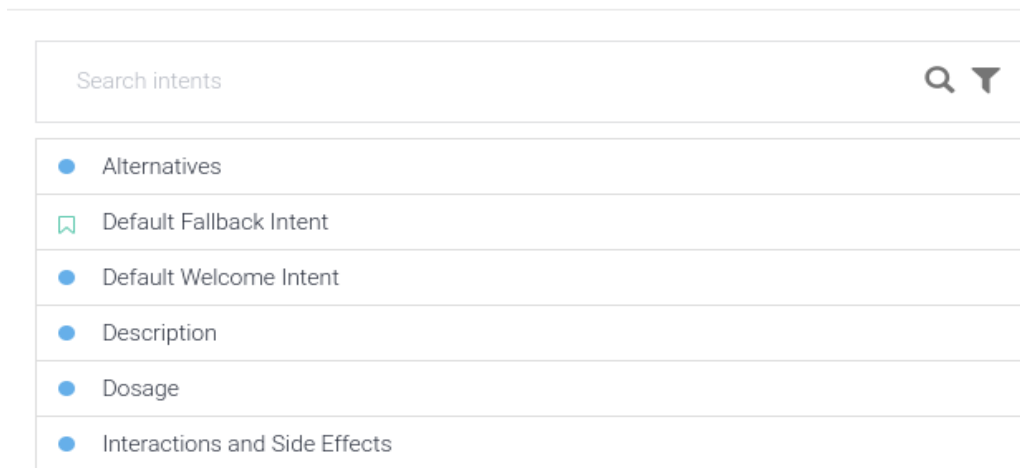 Search intents
Alternatives
Default Fallback Intent
Default Welcome Intent
Description
Dosage
Interactions and Side Effects